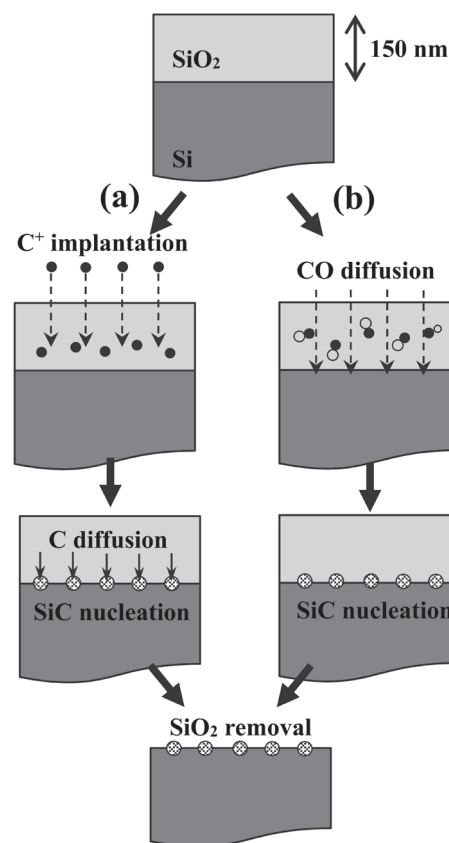 SiO₂
150 nm
Si
(a)
(b)
C⁺ implantation
CO diffusion
C diffusion
SiC nucleation
SiC nucleation
SiO₂ removal